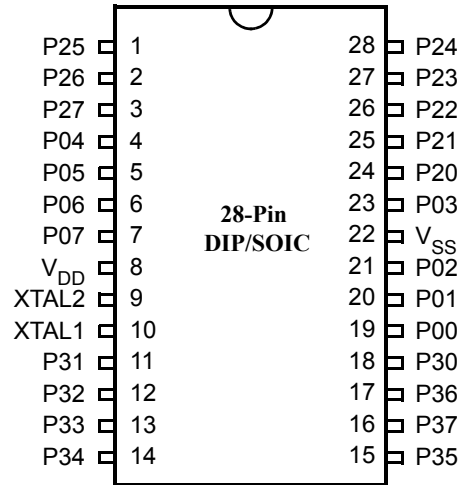 P25 1 28 P24
P26 2 27 P23
P27 3 26 P22
P04 4 25 P21
P05 5 24 P20
P06 6 23 P03
28-Pin
DIP/SOIC
P07 7 22 VSS
VDD 8 21 P02
XTAL2 9 20 P01
XTAL1 10 19 P00
P31 11 18 P30
P32 12 17 P36
P33 13 16 P37
P34 14 15 P35